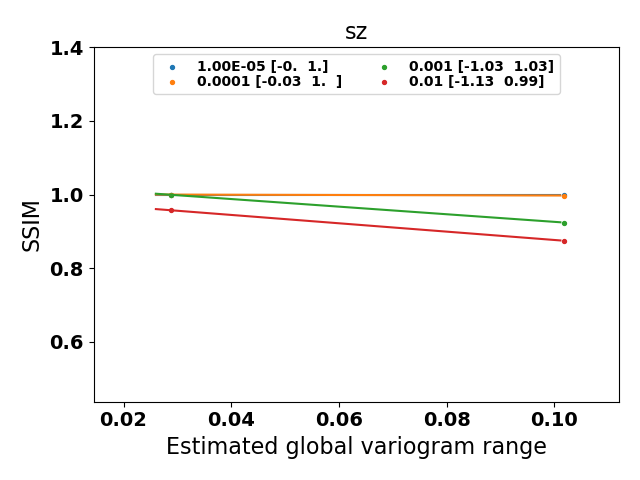 sz
1.4
1.00E-05 [-0.  1.]
0.001 [-1.03  1.03]
0.0001 [-0.03  1.  ]
0.01 [-1.13  0.99]
1.2
1.0
SSIM
0.8
0.6
0.02 0.04 0.06 0.08 0.10
Estimated global variogram range